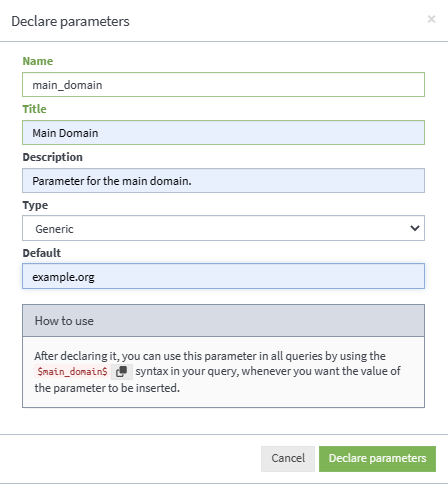 Declare parameters ×
Name
main_domain
Title
Main Domain
Description
Parameter for the main domain.
Type
Generic
Default
example.org
How to use
After declaring it, you can use this parameter in all queries by using the
$main_domain$ syntax in your query, whenever you want the value of
the parameter to be inserted.
Cancel Declare parameters